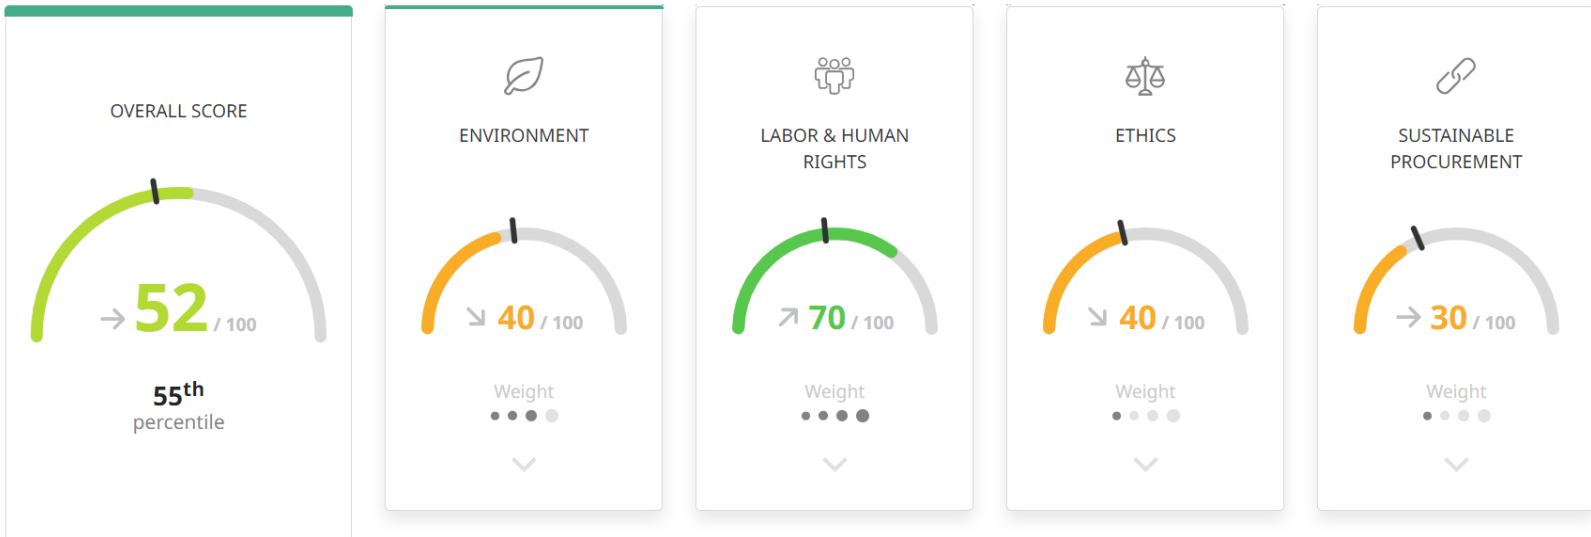 OVERALL SCORE
52 / 100
55th
percentile
ENVIRONMENT
40 / 100
Weight
LABOR & HUMAN
RIGHTS
70 / 100
Weight
ETHICS
40 / 100
Weight
SUSTAINABLE
PROCUREMENT
30 / 100
Weight